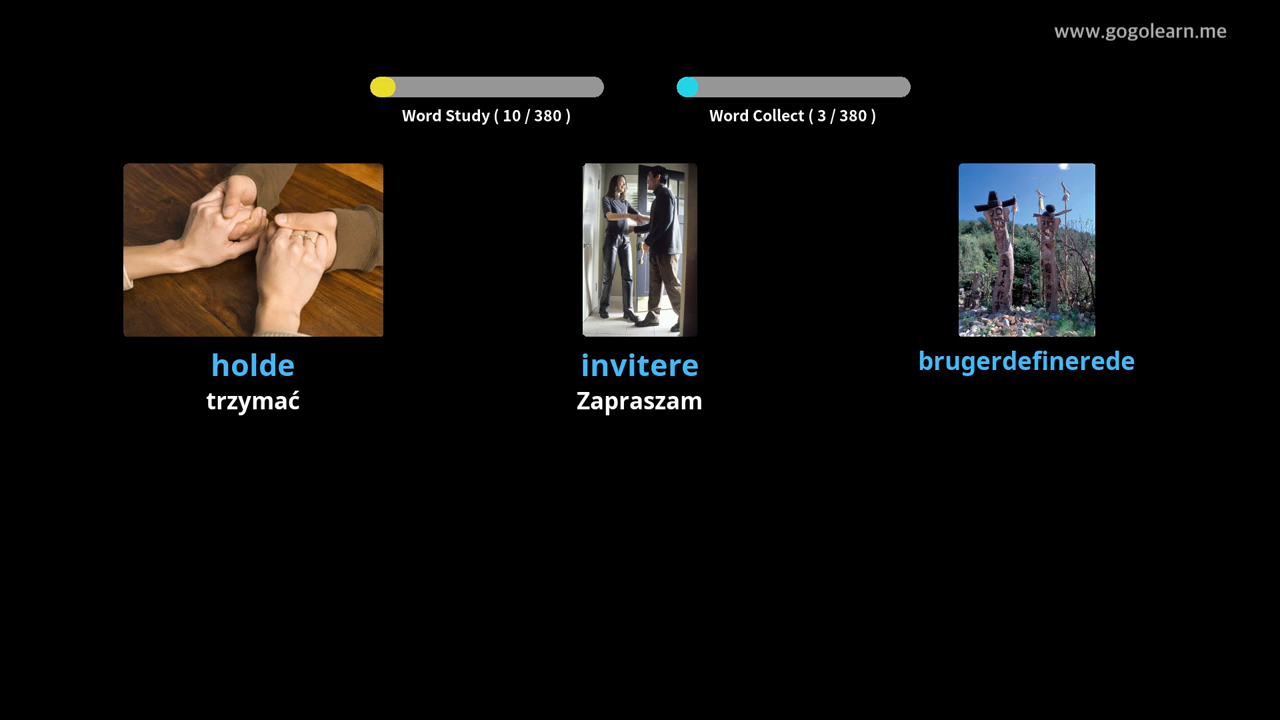 www.gogolearn.me
Word Study ( 10 / 380 )
Word Collect ( 3 / 380 )
holde
trzymać
invitere
Zapraszam
brugerdefinerede